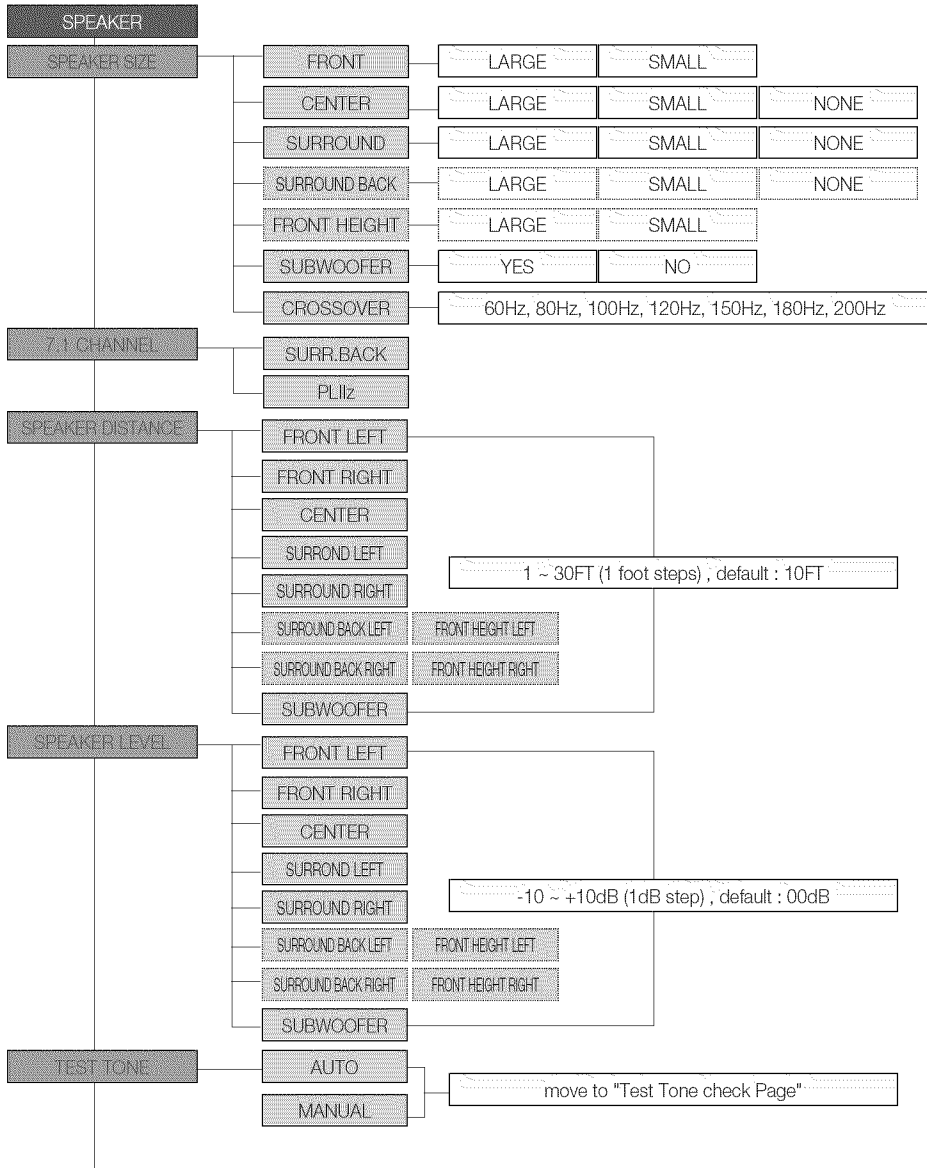 SPEAKER
SPEAKER SIZE
FRONT LARGE SMALL
CENTER LARGE SMALL NONE
SURROUND LARGE SMALL NONE
SURROUND BACK LARGE SMALL NONE
FRONT HEIGHT LARGE SMALL
SUBWOOFER YES NO
CROSSOVER 60Hz, 80Hz, 100Hz, 120Hz, 150Hz, 180Hz, 200Hz
7.1 CHANNEL
SURR.BACK
PLIIz
SPEAKER DISTANCE
FRONT LEFT
FRONT RIGHT
CENTER
SURROND LEFT
SURROUND RIGHT
1 ~ 30FT (1 foot steps) , default : 10FT
SURROUND BACK LEFT FRONT HEIGHT LEFT
SURROUND BACK RIGHT FRONT HEIGHT RIGHT
SUBWOOFER
SPEAKER LEVEL
FRONT LEFT
FRONT RIGHT
CENTER
SURROND LEFT
SURROUND RIGHT
-10 ~ +10dB (1dB step) , default : 00dB
SURROUND BACK LEFT FRONT HEIGHT LEFT
SURROUND BACK RIGHT FRONT HEIGHT RIGHT
SUBWOOFER
TEST TONE
AUTO
MANUAL
move to "Test Tone check Page"